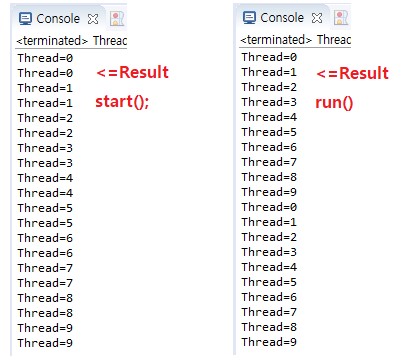 Console
<terminated> Thread
Thread=0
Thread=0
Thread=1
Thread=1
Thread=2
Thread=2
Thread=3
Thread=3
Thread=4
Thread=4
Thread=5
Thread=5
Thread=6
Thread=6
Thread=7
Thread=7
Thread=8
Thread=8
Thread=9
Thread=9
<=Result
start();
Console
<terminated> Threac
Thread=0
Thread=1
Thread=2
Thread=3
Thread=4
Thread=5
Thread=6
Thread=7
Thread=8
Thread=9
Thread=0
Thread=1
Thread=2
Thread=3
Thread=4
Thread=5
Thread=6
Thread=7
Thread=8
Thread=9
<=Result
run()